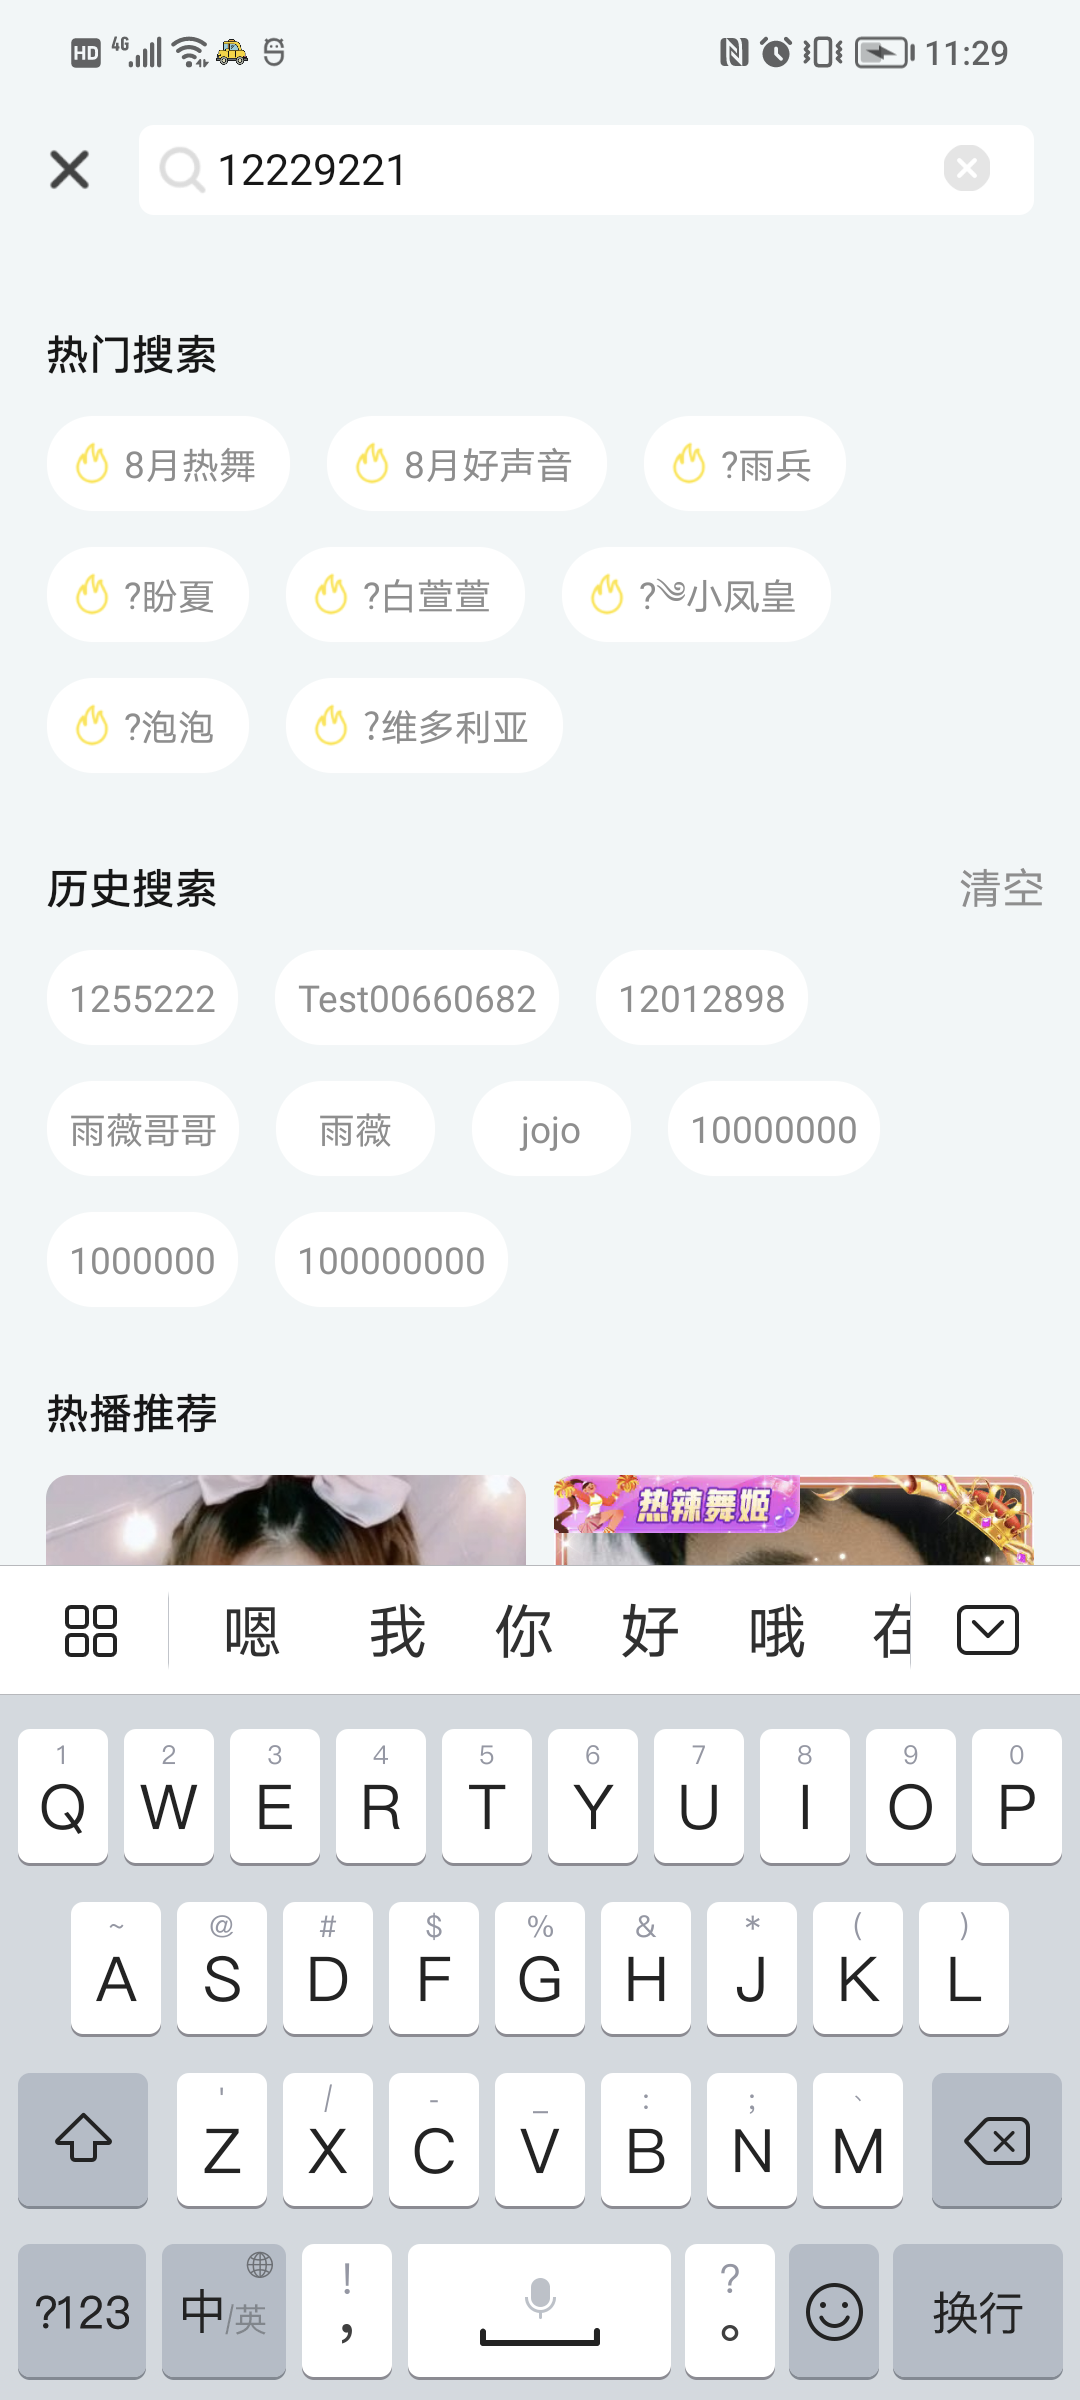 HD 4G 11:29
12229221
热门搜索
8月热舞 8月好声音 ?雨兵
?盼夏 ?白萱萱 ?༄小凤皇
?泡泡 ?维多利亚
历史搜索 清空
1255222 Test00660682 12012898
雨薇哥哥 雨薇 jojo 10000000
1000000 100000000
热播推荐
热辣舞姬
嗯 我 你 好 哦 在
1 2 3 4 5 6 7 8 9 0
Q W E R T Y U I O P
~ @ # $ % & * ( )
A S D F G H J K L
' / - _ : ; 、
Z X C V B N M
! ?
?123 中/英 , 。 换行